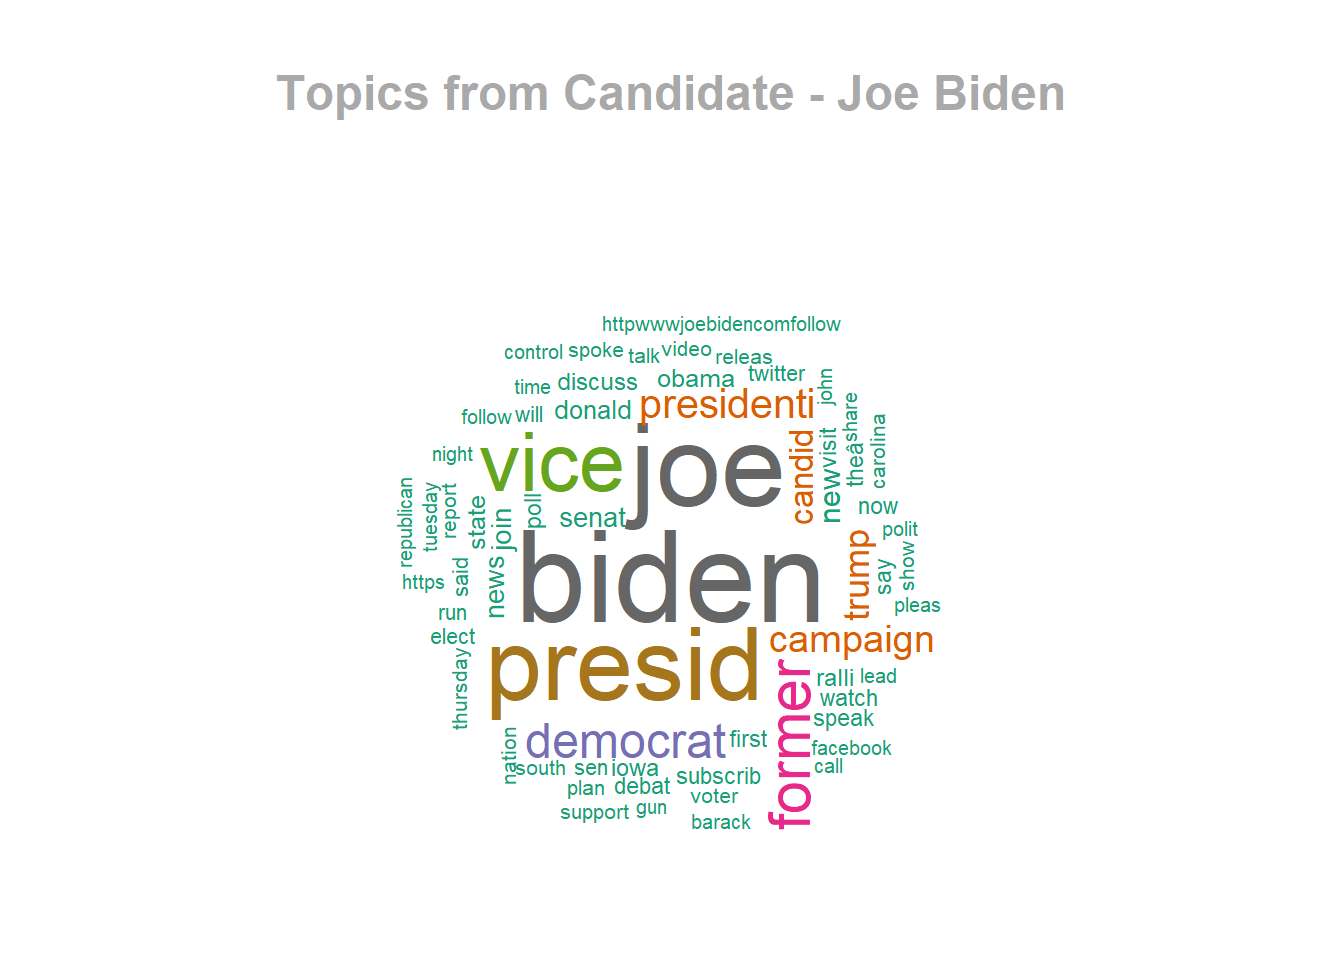 Topics from Candidate - Joe Biden
httpwwwjoebidencomfollow
control
spoke
talk
video
releas
time
discuss
obama
twitter
john
follow
will
donald
presidenti
share
night
vice
joe
candid
visit
new
theâ
carolina
republican
tuesday
report
state
join
poll
senat
now
polit
https
said
news
biden
trump
say
show
run
pleas
elect
presid
campaign
thursday
former
ralli
lead
watch
speak
nation
democrat
first
facebook
call
south
sen
iowa
plan
debat
subscrib
voter
support
gun
barack